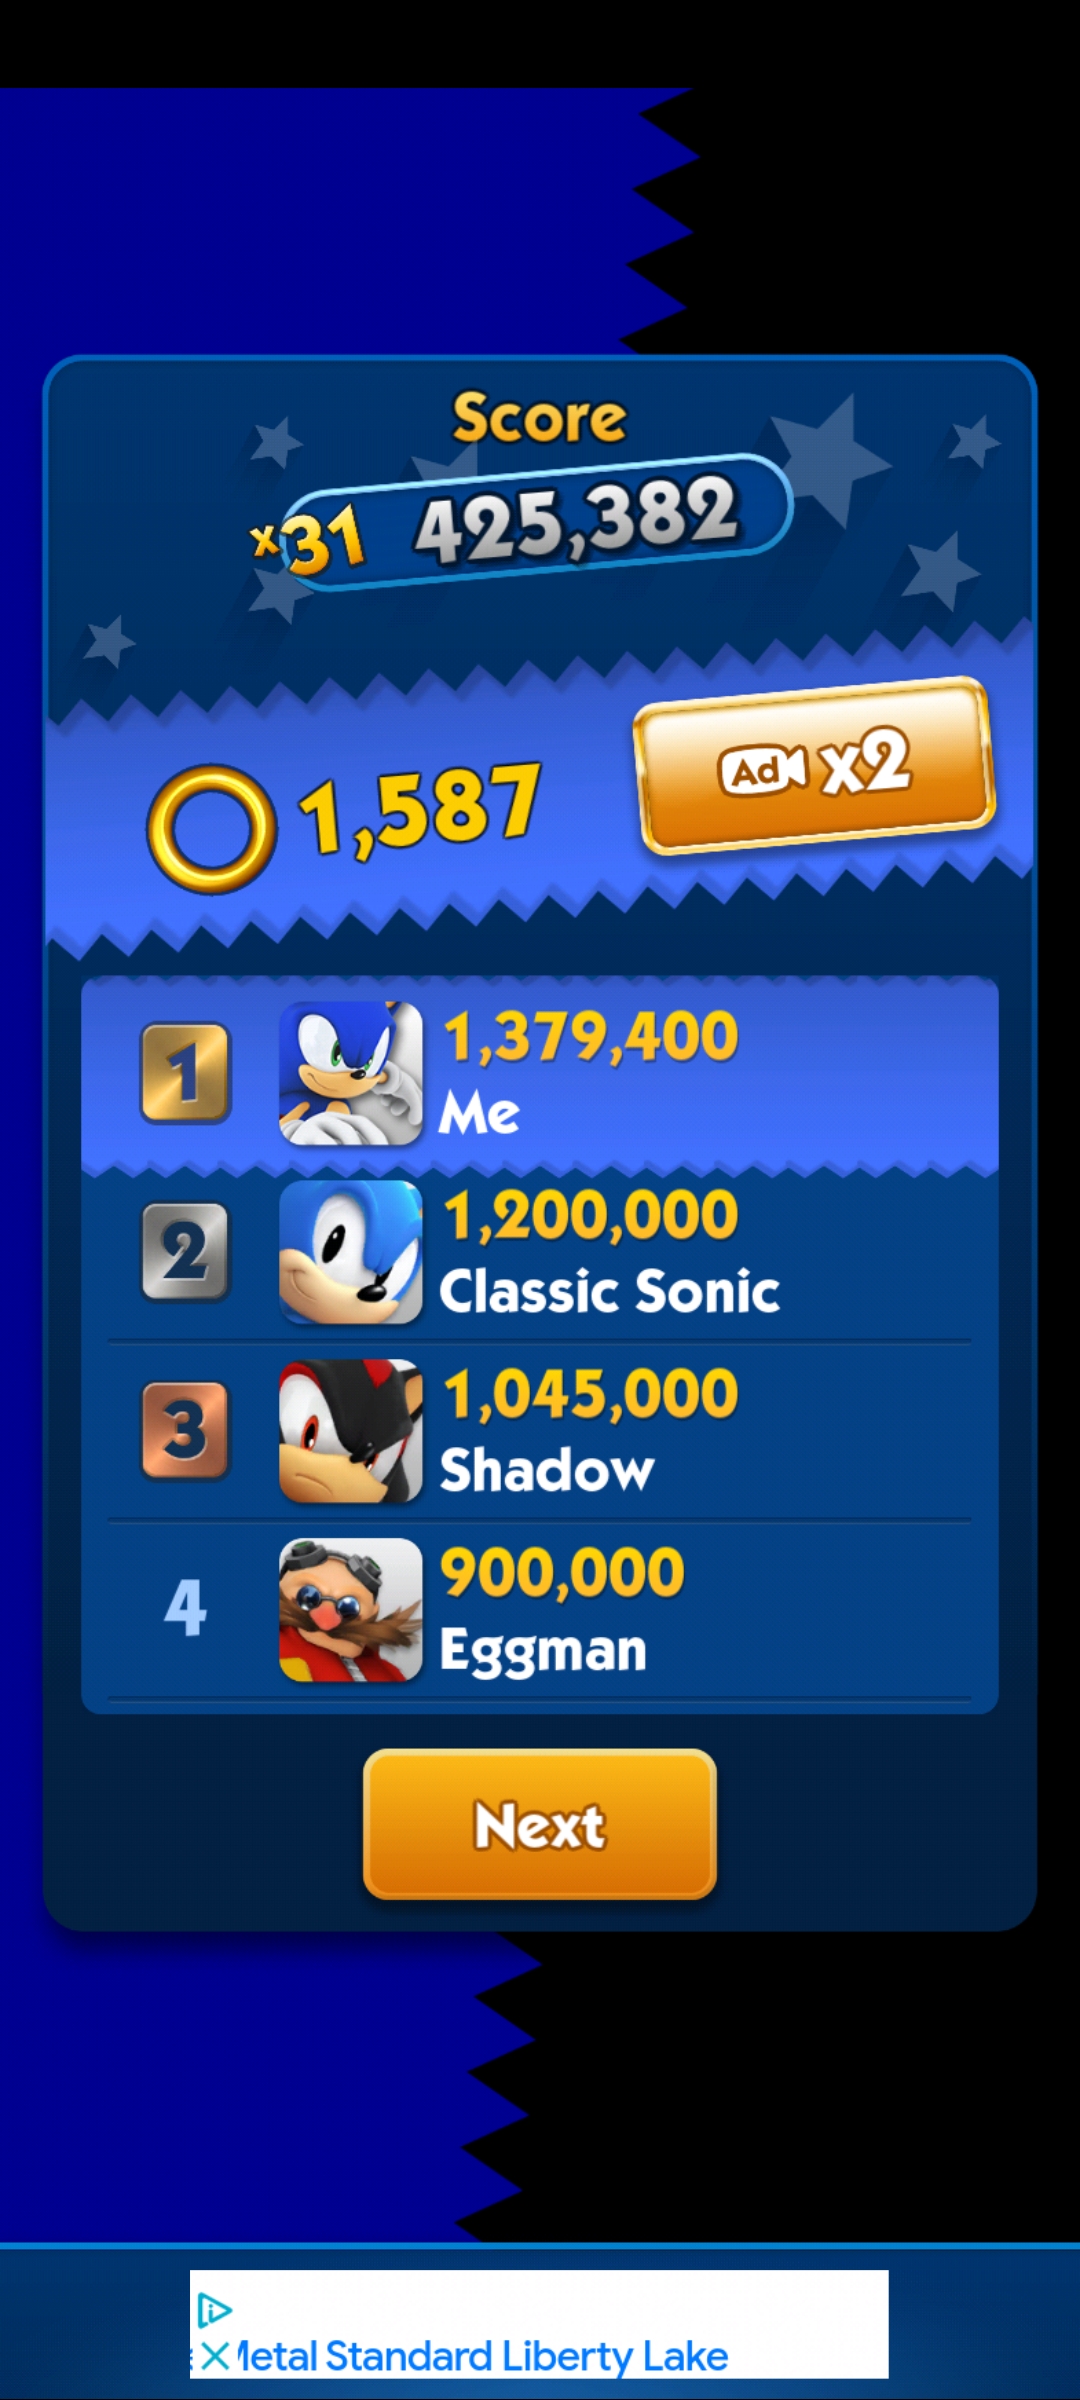 Score
x31 425,382
1,587
Ad x2
1
1,379,400
Me
2
1,200,000
Classic Sonic
3
1,045,000
Shadow
4
900,000
Eggman
Next
Standard Liberty Lake